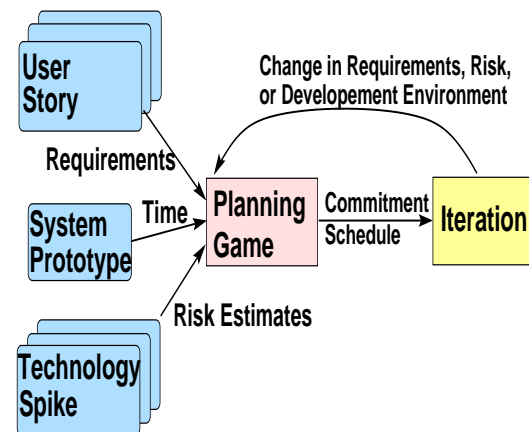 User
Story
Change in Requirements, Risk,
or Developement Environment
Requirements
Time
System
Prototype
Planning
Game
Commitment
Schedule
Iteration
Risk Estimates
Technology
Spike